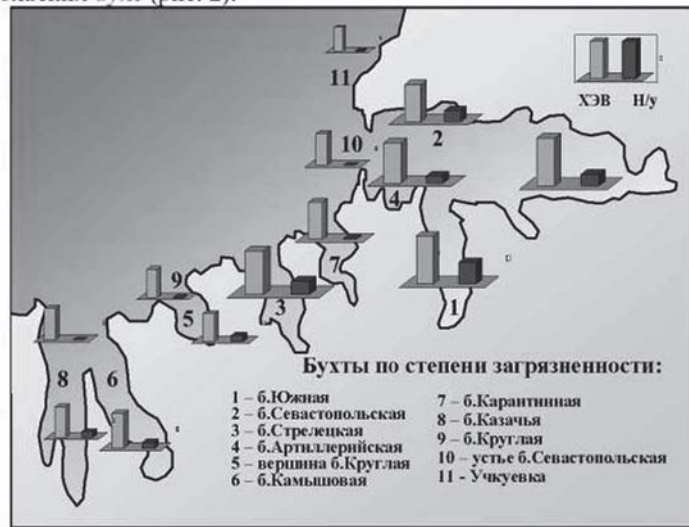 (рис. 2).
ХЭВ Н/у
11
10
2
4
7
9
3
1
5
8
6
Бухты по степени загрязненности:
1 – б.Южная
2 – б.Севастопольская
3 – б.Стрелецкая
4 – б.Артиллерийская
5 – вершина б.Круглая
6 – б.Камышовая
7 – б.Карантинная
8 – б.Казачья
9 – б.Круглая
10 – устье б.Севастопольская
11 - Учкуевка